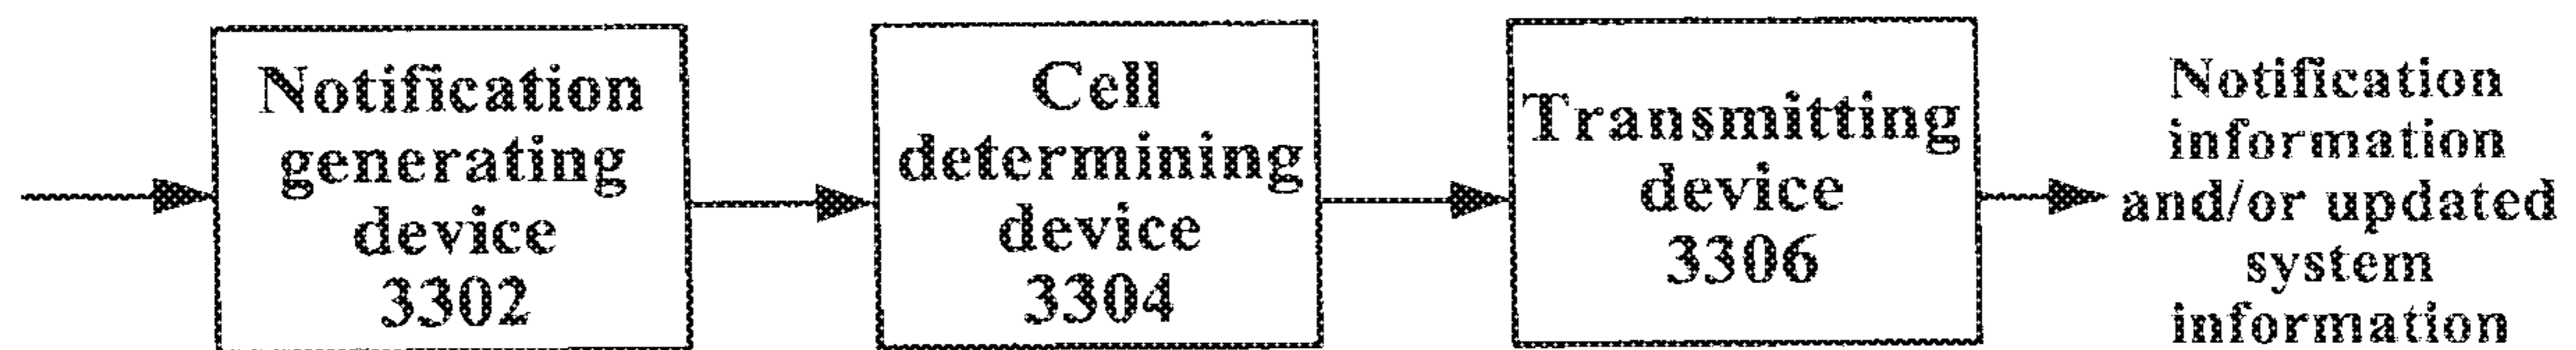 Notification
generating
device
3302
Cell
determining
device
3304
Transmitting
device
3306
Notification
information
and/or updated
system
information